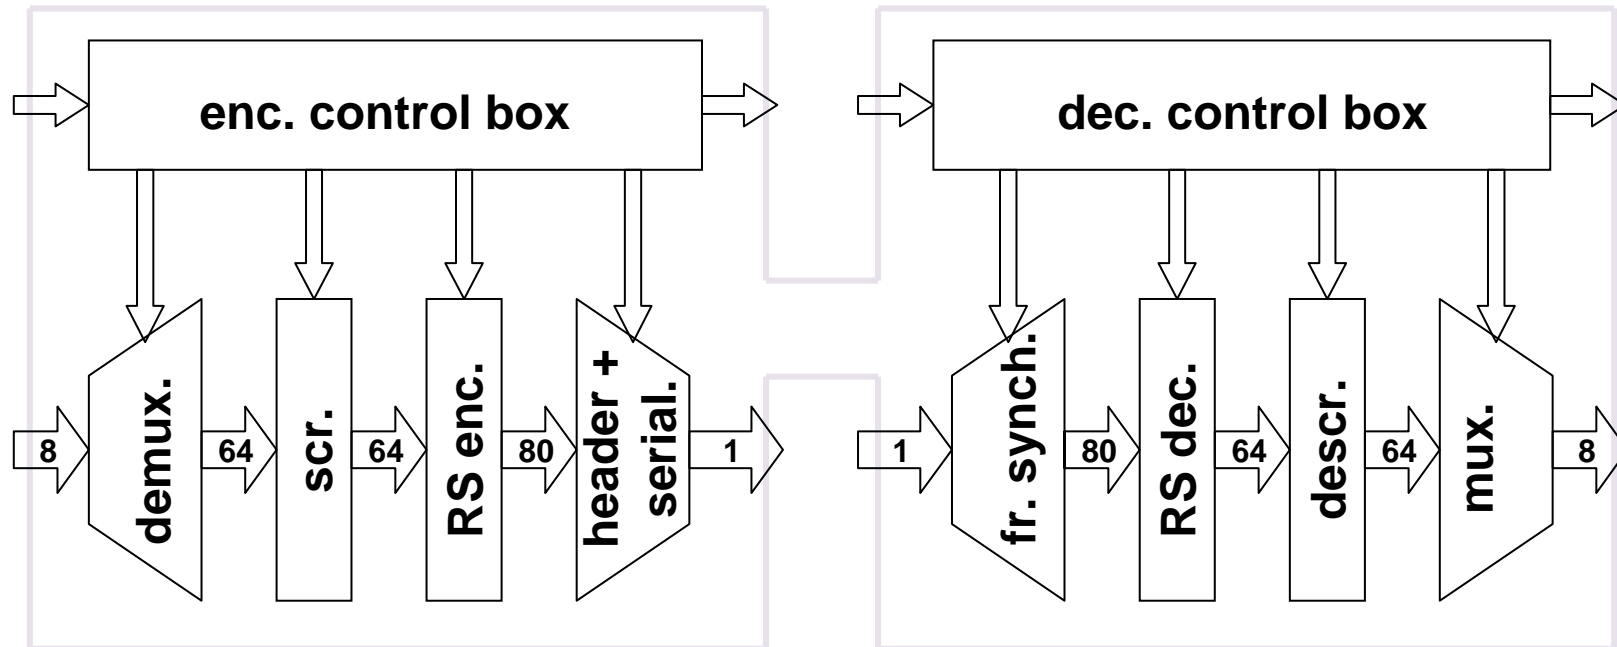 enc. control box
dec. control box
8
demux.
64
scr.
64
RS enc.
80
header +
serial.
1
1
fr. synch.
80
RS dec.
64
descr.
64
mux.
8